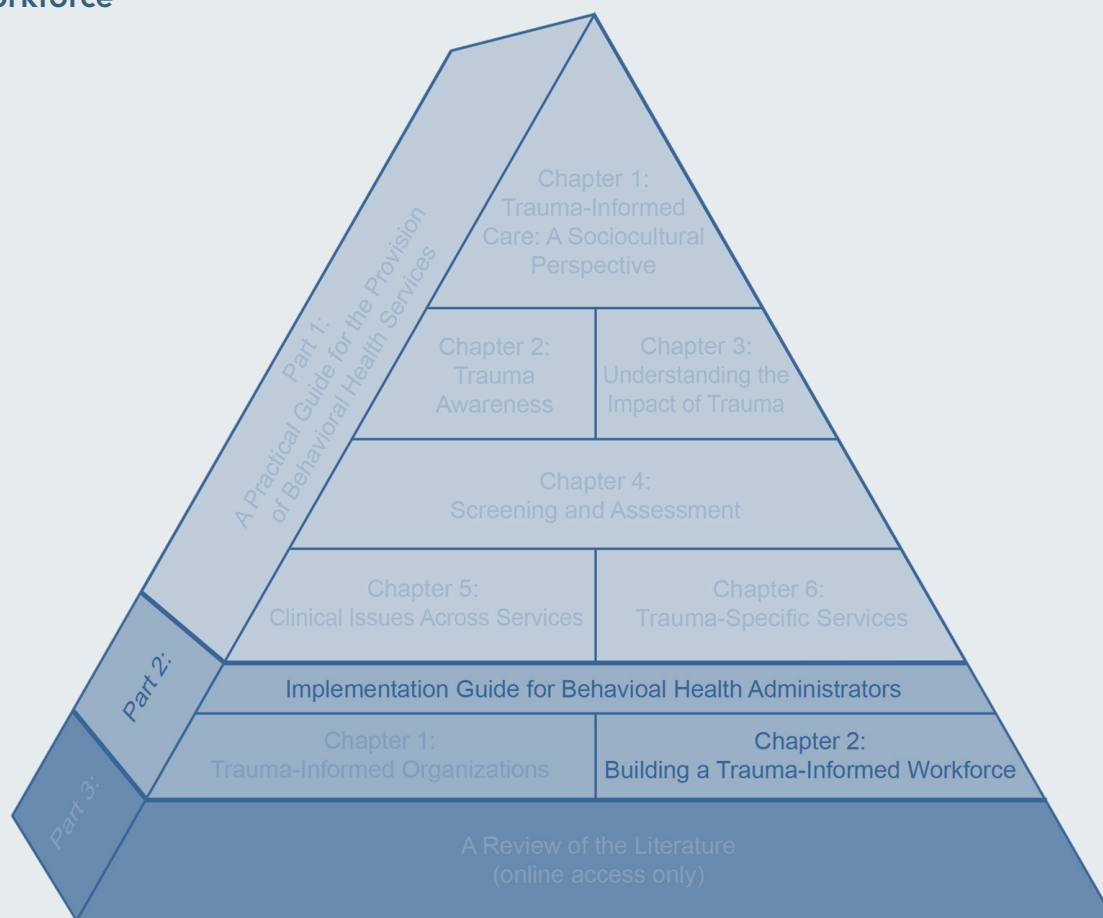 Chapter 1:
Trauma-Informed
Care: A Sociocultural
Perspective
Part 1:
A Practical Guide for the Provision
of Behavioral Health Services
Chapter 2:
Trauma
Awareness
Chapter 3:
Understanding the
Impact of Trauma
Chapter 4:
Screening and Assessment
Chapter 5:
Clinical Issues Across Services
Chapter 6:
Trauma-Specific Services
Part 2:
Implementation Guide for Behavioal Health Administrators
Chapter 1:
Trauma-Informed Organizations
Chapter 2:
Building a Trauma-Informed Workforce
Part 3:
A Review of the Literature
(online access only)